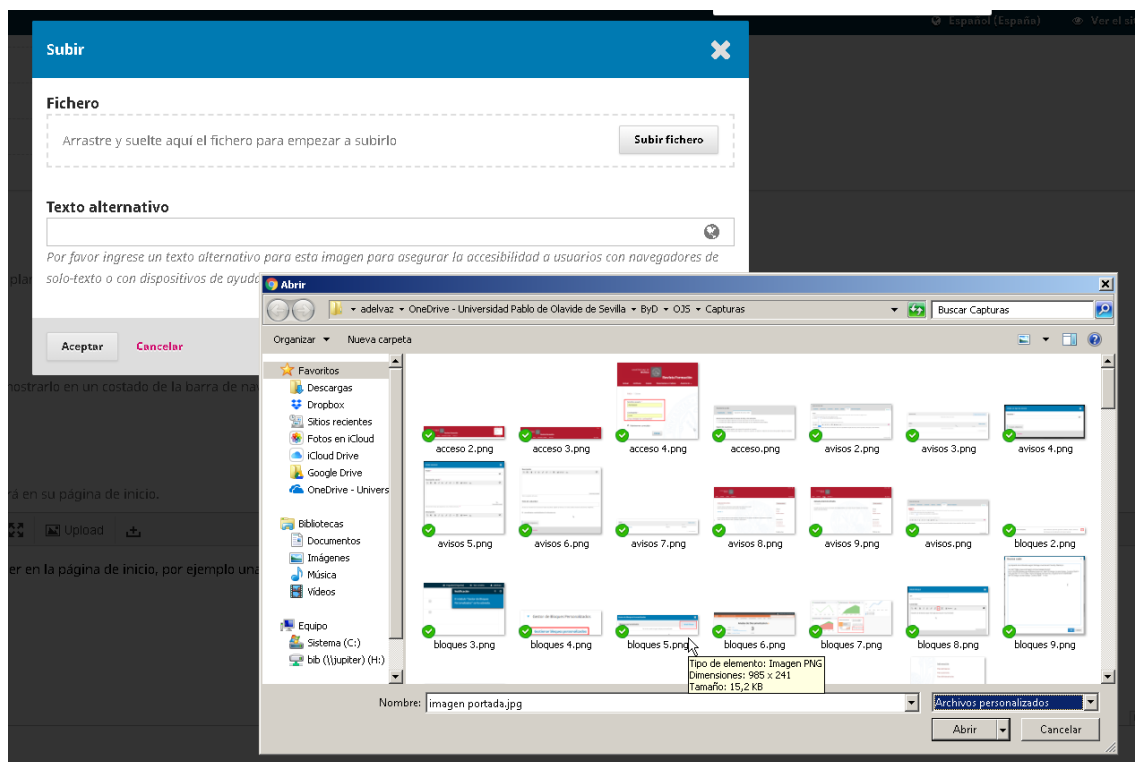 Español (España) Ver el si
Subir
Fichero
Arrastre y suelte aquí el fichero para empezar a subirlo
Subir fichero
Texto alternativo
Por favor ingrese un texto alternativo para esta imagen para asegurar la accesibilidad a usuarios con navegadores de
solo-texto o con dispositivos de ayuda
Aceptar Cancelar
mostrarlo en un costado de la barra de na
en su página de inicio.
Upload
er en la página de inicio, por ejemplo una
Abrir
adelvaz OneDrive - Universidad Pablo de Olavide de Sevilla ByD OJS Capturas
Buscar Capturas
Organizar Nueva carpeta
Favoritos
Descargas
Dropbox
Sitios recientes
Fotos en iCloud
iCloud Drive
Google Drive
OneDrive - Univers
Bibliotecas
Documentos
Imágenes
Música
Vídeos
Equipo
Sistema (C:)
bib (\\jupiter) (H:)
acceso 2.png acceso 3.png acceso 4.png acceso.png avisos 2.png avisos 3.png avisos 4.png
avisos 5.png avisos 6.png avisos 7.png avisos 8.png avisos 9.png avisos.png bloques 2.png
bloques 3.png bloques 4.png bloques 5.png bloques 6.png bloques 7.png bloques 8.png bloques 9.png
Tipo de elemento: Imagen PNG
Dimensiones: 985 x 241
Tamaño: 15,2 KB
Nombre: imagen portada.jpg
Archivos personalizados
Abrir Cancelar